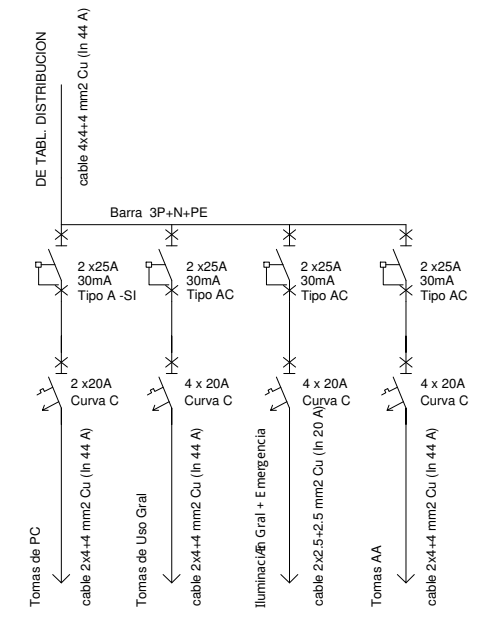 DE TABL. DISTRIBUCION
cable 4x4+4 mm2 Cu (In 44 A)
Barra 3P+N+PE
2 x25A
30mA
Tipo A -SI
2 x25A
30mA
Tipo AC
2 x25A
30mA
Tipo AC
2 x25A
30mA
Tipo AC
2 x20A
Curva C
4 x 20A
Curva C
4 x 20A
Curva C
4 x 20A
Curva C
Tomas de PC
cable 2x4+4 mm2 Cu (In 44 A)
Tomas de Uso Gral
cable 2x4+4 mm2 Cu (In 44 A)
Gral + Emergencia
cable 2x2.5+2.5 mm2 Cu (In 20 A)
Tomas AA
cable 2x4+4 mm2 Cu (In 44 A)